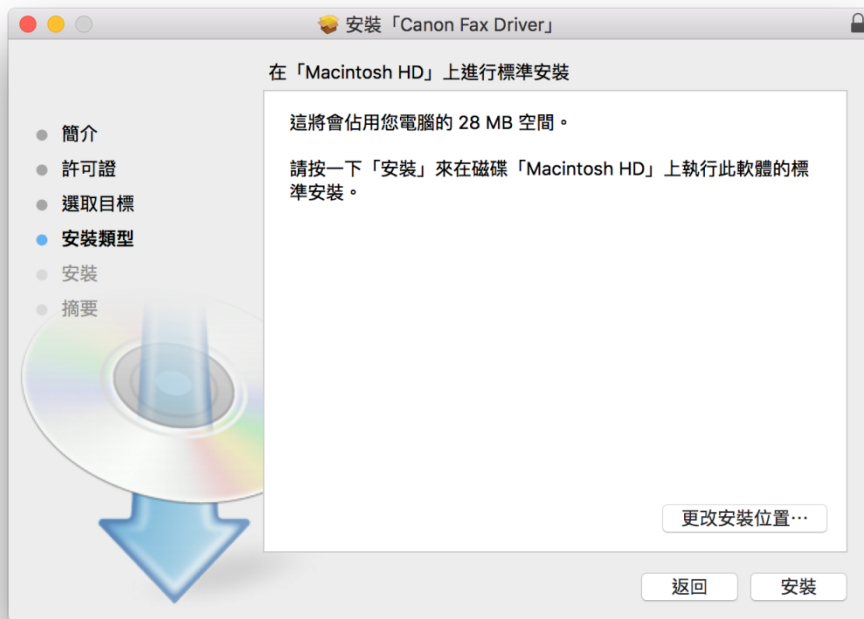 安裝「Canon Fax Driver」
在「Macintosh HD」上進行標準安裝
簡介
許可證
選取目標
安裝類型
安裝
摘要
這將會佔用您電腦的 28 MB 空間。
請按一下「安裝」來在磁碟「Macintosh HD」上執行此軟體的標
準安裝。
更改安裝位置⋯
返回
安裝